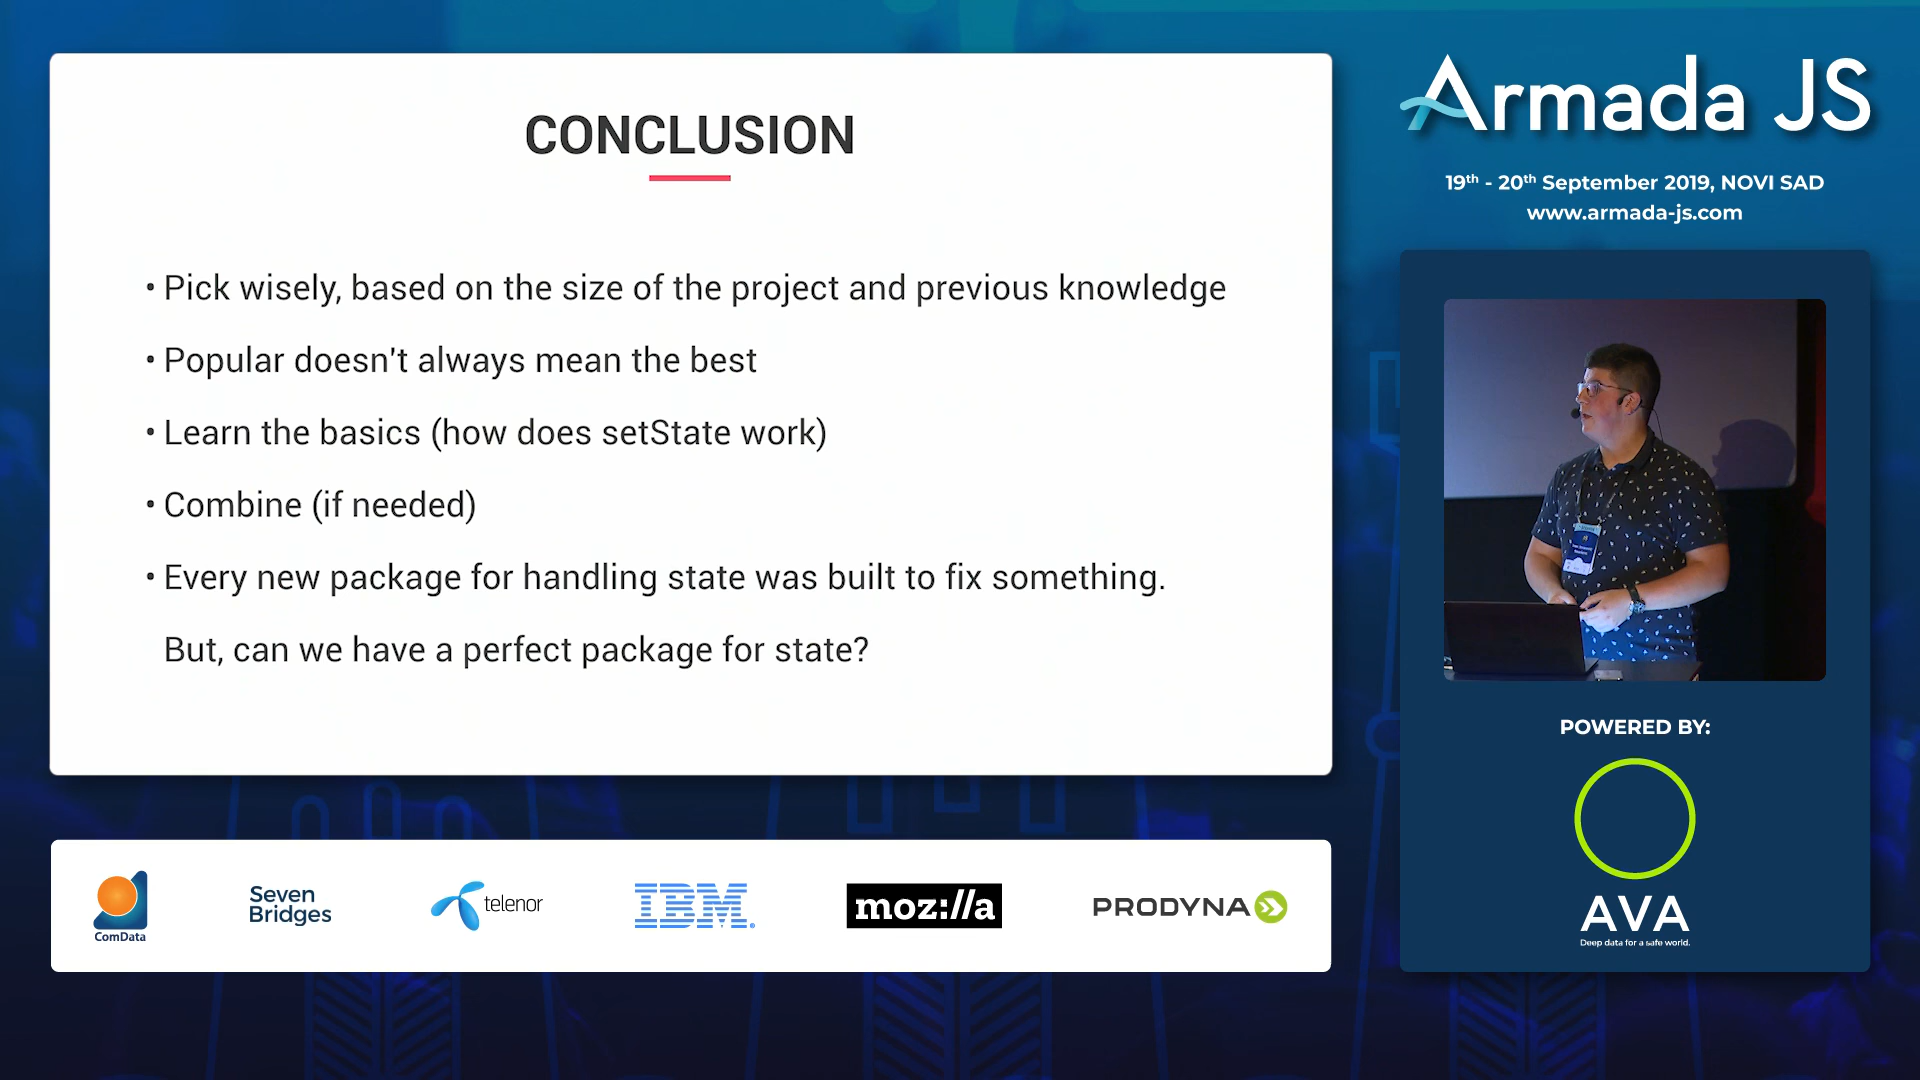 CONCLUSION
• Pick wisely, based on the size of the project and previous knowledge
• Popular doesn't always mean the best
• Learn the basics (how does setState work)
• Combine (if needed)
• Every new package for handling state was built to fix something.
But, can we have a perfect package for state?
Armada JS
19th - 20th September 2019, NOVI SAD
www.armada-js.com
POWERED BY:
AVA
Deep data for a safe world.
ComData
Seven
Bridges
telenor
IBM
moz://a
PRODYNA